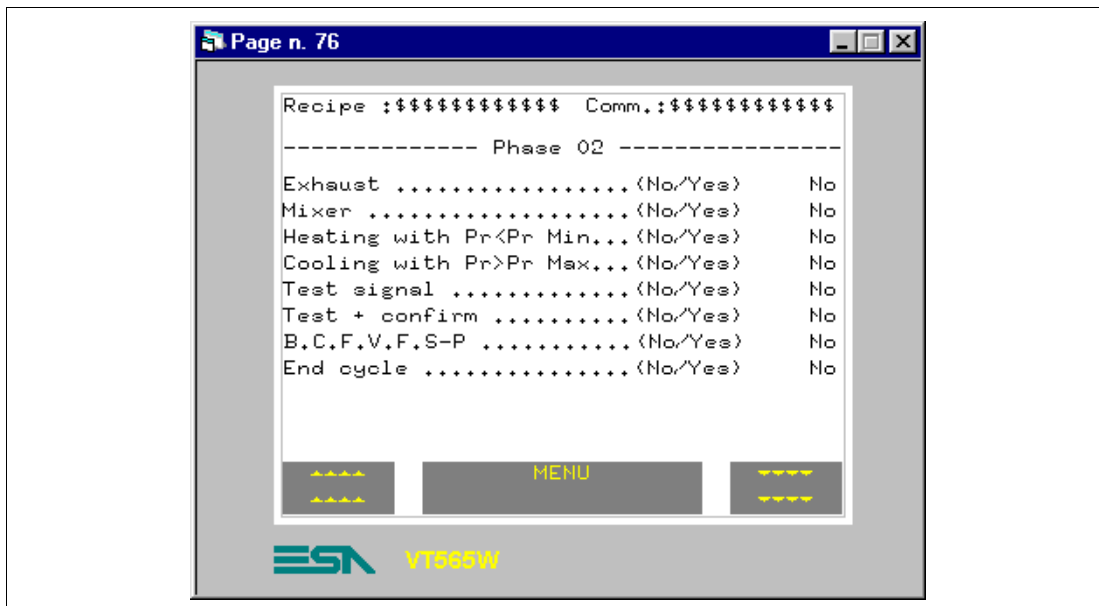 Page n. 76
Recipe :$$$$$$$$$$$$ Comm.:$$$$$$$$$$$$
-------------- Phase 02 ----------------
Exhaust .................(No/Yes) No
Mixer ...................(No/Yes) No
Heating with Pr<Pr Min...(No/Yes) No
Cooling with Pr>Pr Max...(No/Yes) No
Test signal .............(No/Yes) No
Test + confirm ..........(No/Yes) No
B.C.F.V.F.S-P ...........(No/Yes) No
End cycle ...............(No/Yes) No
MENU
ESA VT565W